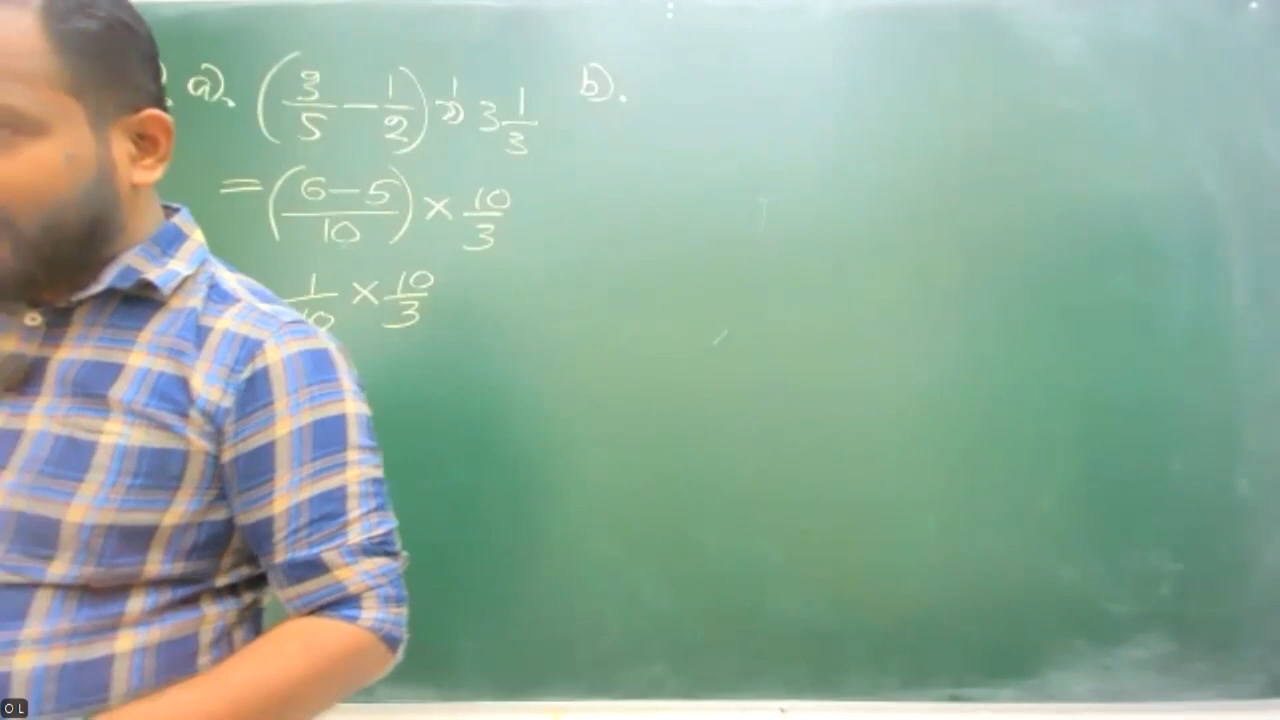 a). (3/5 − 1/2) න් 3 1/3 b).
= (6 − 5 / 10) × 10/3
1/10 × 10/3
O L